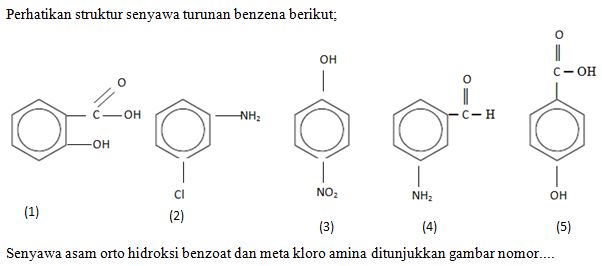 Perhatikan struktur senyawa turunan benzena berikut;
O
C
OH
OH
(1)
NH₂
Cl
(2)
OH
NO₂
(3)
O
C – H
NH₂
(4)
O
C – OH
OH
(5)
Senyawa asam orto hidroksi benzoat dan meta kloro amina ditunjukkan gambar nomor....